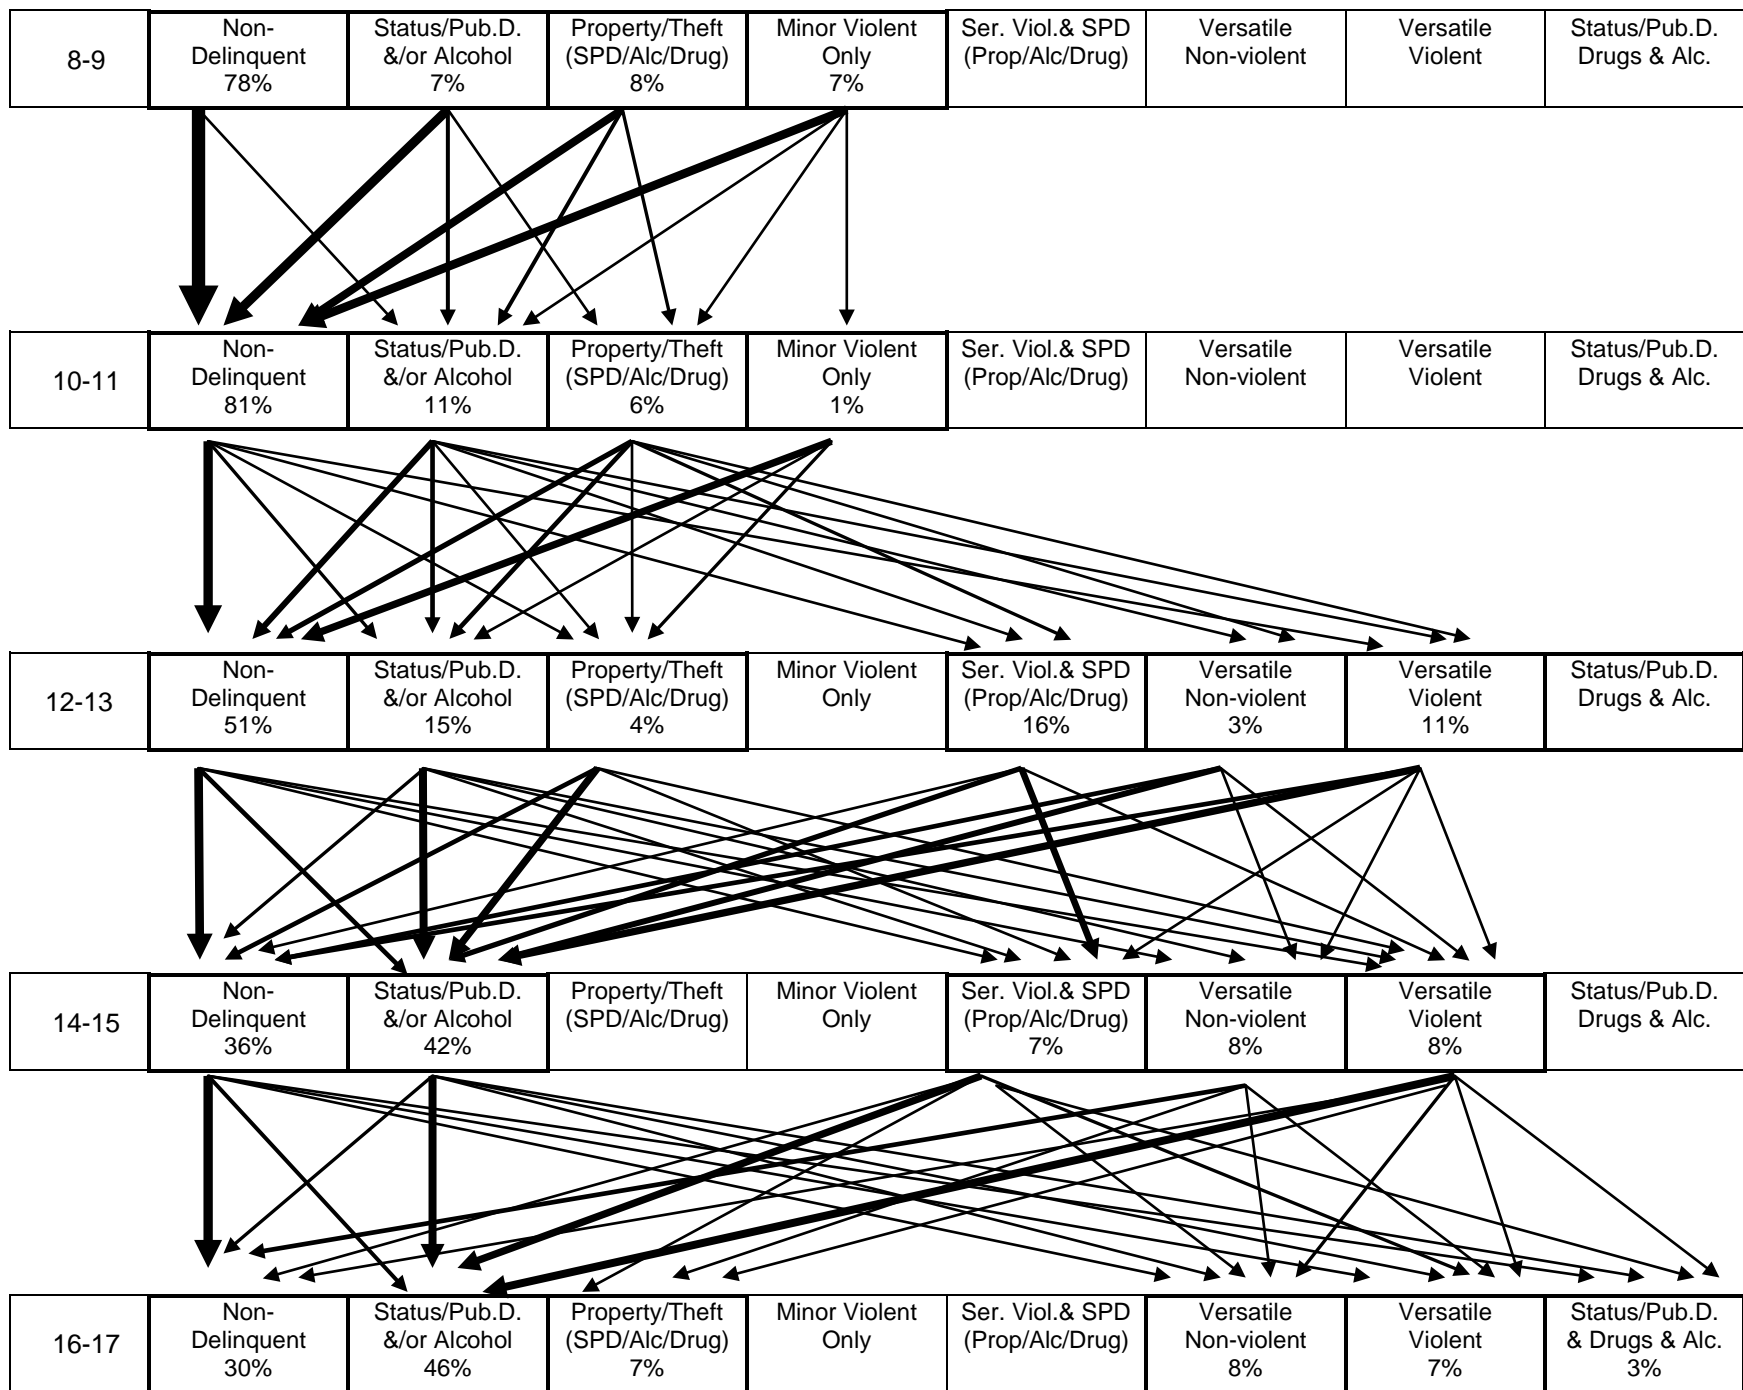 8-9
Non-
Delinquent
78%
Status/Pub.D.
&/or Alcohol
7%
Property/Theft
(SPD/Alc/Drug)
8%
Minor Violent
Only
7%
Ser. Viol.& SPD
(Prop/Alc/Drug)
Versatile
Non-violent
Versatile
Violent
Status/Pub.D.
Drugs & Alc.
10-11
Non-
Delinquent
81%
Status/Pub.D.
&/or Alcohol
11%
Property/Theft
(SPD/Alc/Drug)
6%
Minor Violent
Only
1%
Ser. Viol.& SPD
(Prop/Alc/Drug)
Versatile
Non-violent
Versatile
Violent
Status/Pub.D.
Drugs & Alc.
12-13
Non-
Delinquent
51%
Status/Pub.D.
&/or Alcohol
15%
Property/Theft
(SPD/Alc/Drug)
4%
Minor Violent
Only
Ser. Viol.& SPD
(Prop/Alc/Drug)
16%
Versatile
Non-violent
3%
Versatile
Violent
11%
Status/Pub.D.
Drugs & Alc.
14-15
Non-
Delinquent
36%
Status/Pub.D.
&/or Alcohol
42%
Property/Theft
(SPD/Alc/Drug)
Minor Violent
Only
Ser. Viol.& SPD
(Prop/Alc/Drug)
7%
Versatile
Non-violent
8%
Versatile
Violent
8%
Status/Pub.D.
Drugs & Alc.
16-17
Non-
Delinquent
30%
Status/Pub.D.
&/or Alcohol
46%
Property/Theft
(SPD/Alc/Drug)
7%
Minor Violent
Only
Ser. Viol.& SPD
(Prop/Alc/Drug)
Versatile
Non-violent
8%
Versatile
Violent
7%
Status/Pub.D.
& Drugs & Alc.
3%